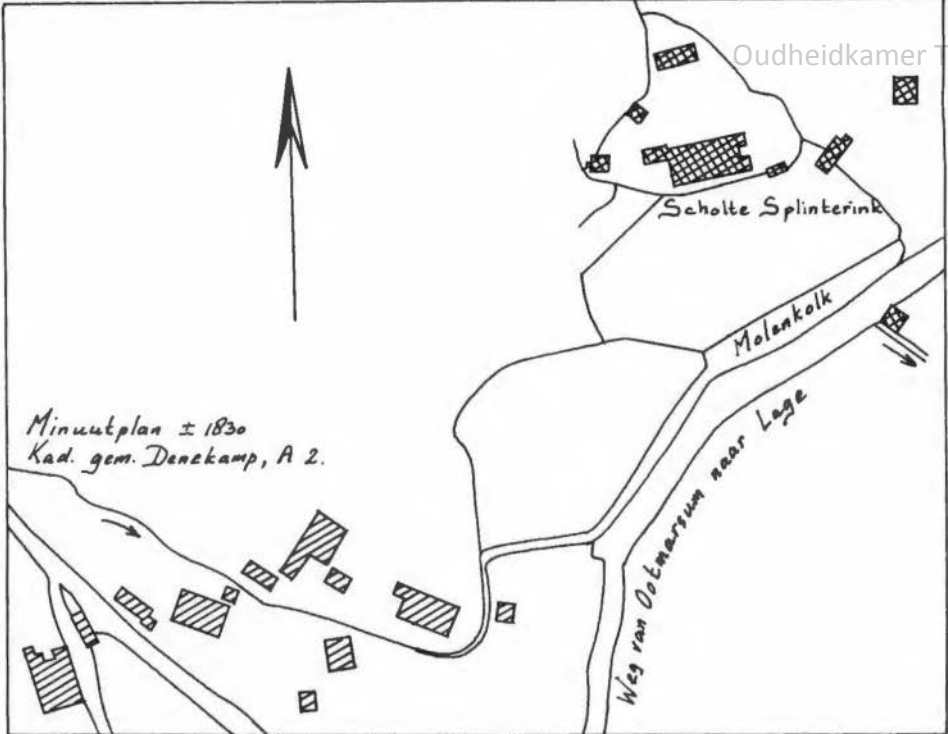 Oudheidkamer T
Scholte Splinterink
Molenkolk
Minuutplan ± 1830
Kad. gem. Denekamp, A 2.
Weg van Ootmarsum naar Lage